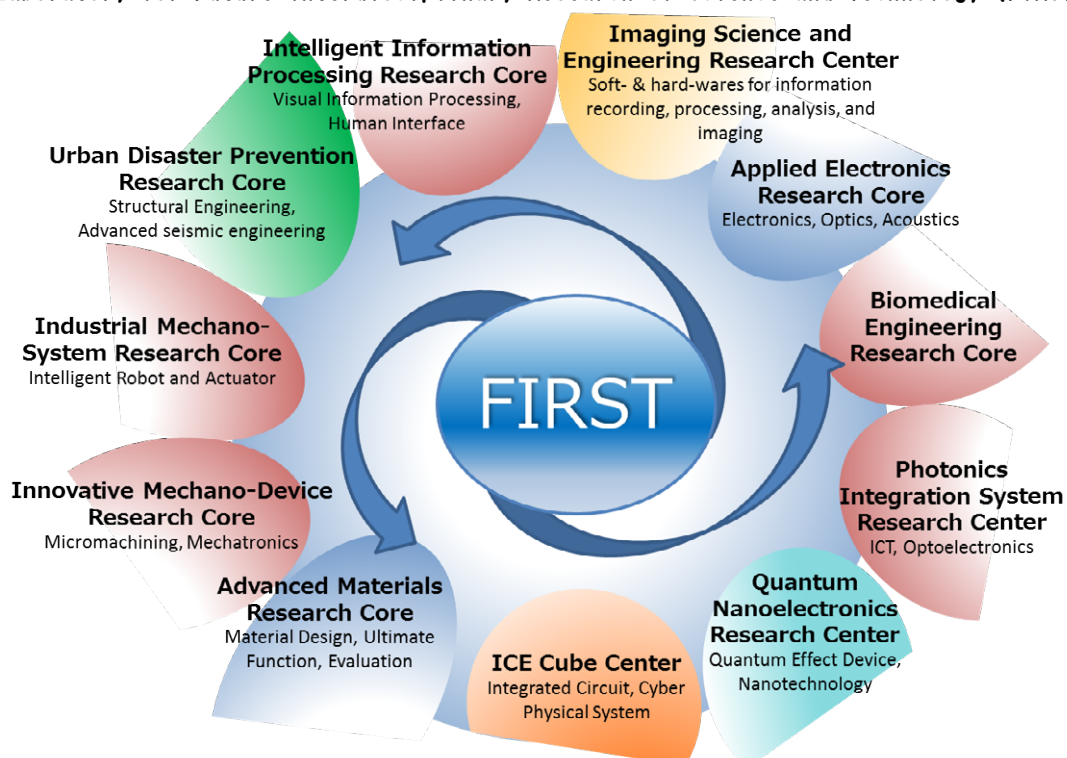 Intelligent Information
Processing Research Core
Visual Information Processing,
Human Interface
Imaging Science and
Engineering Research Center
Soft- & hard-wares for information
recording, processing, analysis, and
imaging
Urban Disaster Prevention
Research Core
Structural Engineering,
Advanced seismic engineering
Applied Electronics
Research Core
Electronics, Optics, Acoustics
Industrial Mechano-
System Research Core
Intelligent Robot and Actuator
Biomedical
Engineering
Research Core
FIRST
Innovative Mechano-Device
Research Core
Micromachining, Mechatronics
Photonics
Integration System
Research Center
ICT, Optoelectronics
Advanced Materials
Research Core
Material Design, Ultimate
Function, Evaluation
ICE Cube Center
Integrated Circuit, Cyber
Physical System
Quantum
Nanoelectronics
Research Center
Quantum Effect Device,
Nanotechnology